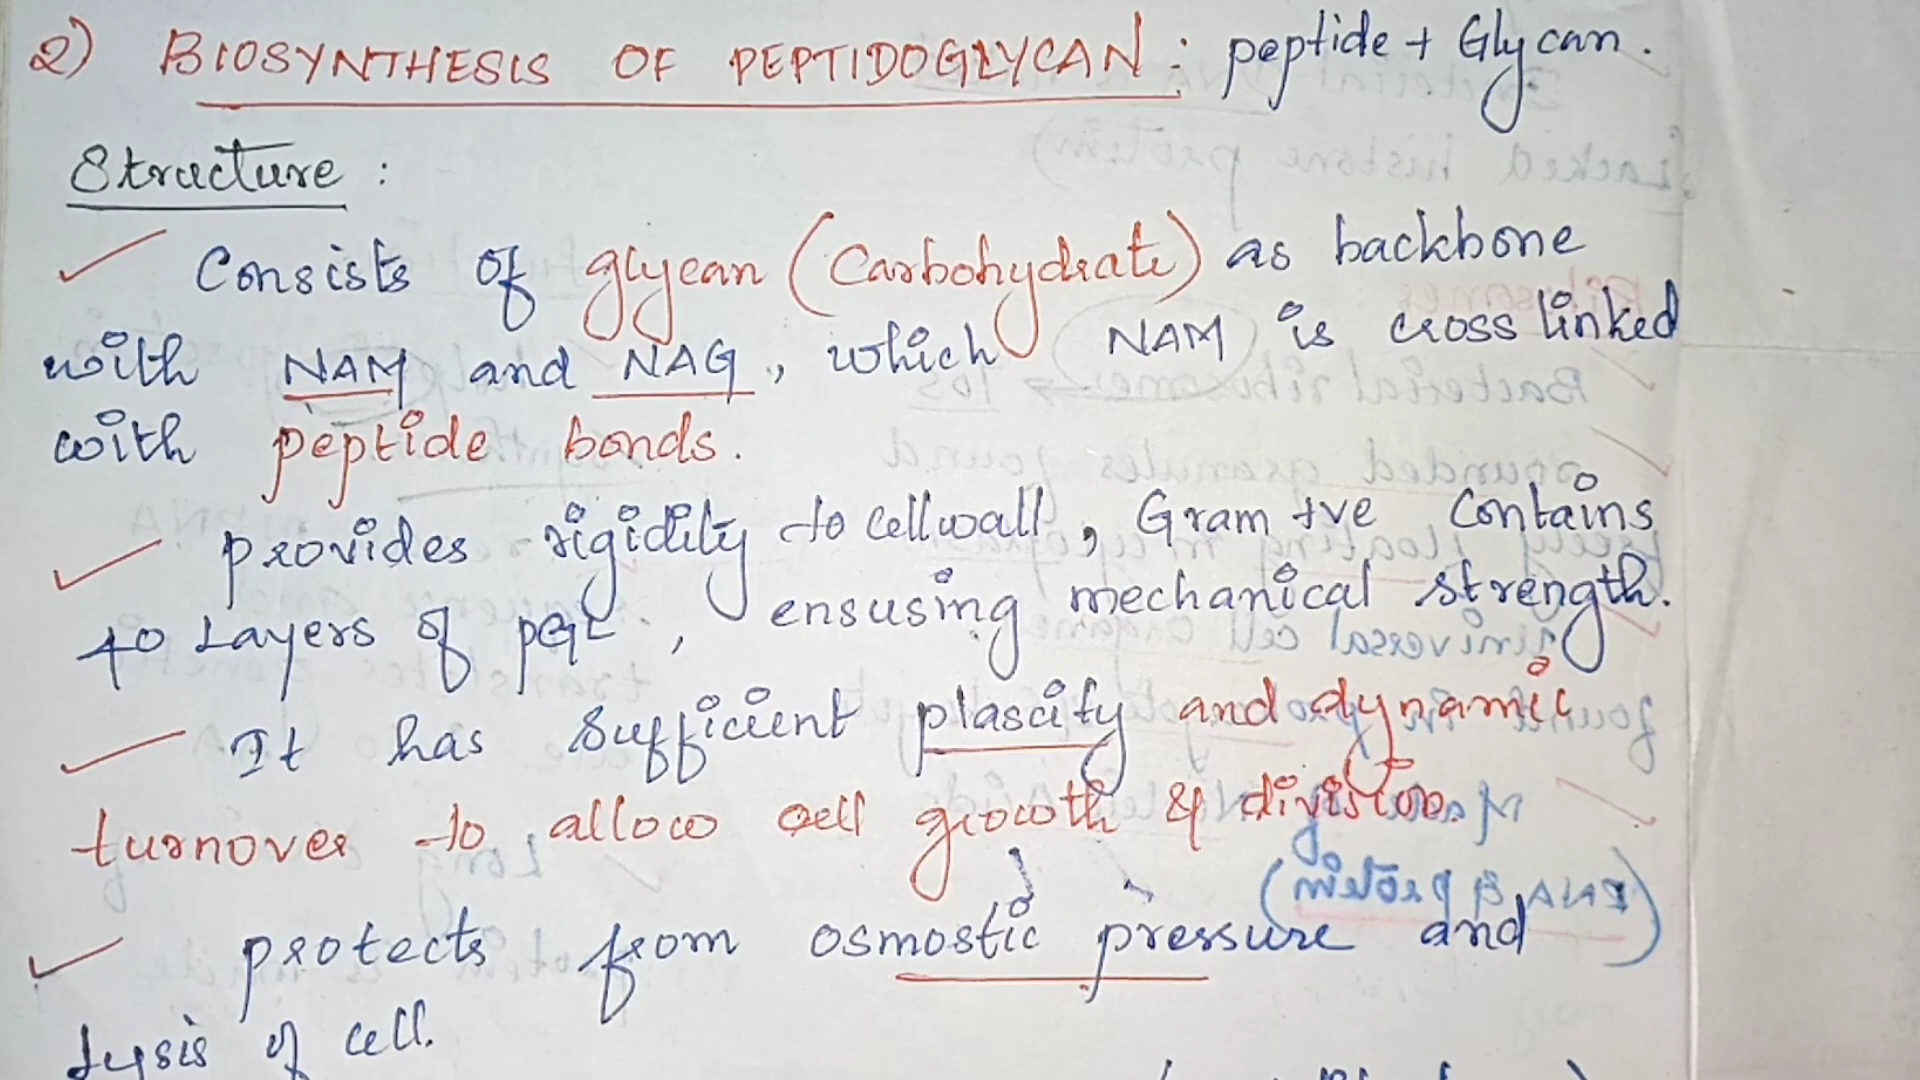 2) BIOSYNTHESIS OF PEPTIDOGLYCAN : peptide + Glycan.
Structure :
Consists of glycan (Carbohydrate) as backbone
with NAM and NAG, which NAM is cross linked
with peptide bonds.
provides rigidity to cell wall, Gram +ve contains
40 Layers of PGL, ensusing mechanical strength.
It has sufficient plascity and dynamic
turnover to allow cell growth & division.
protects from osmostic pressure and
lysis of cell.